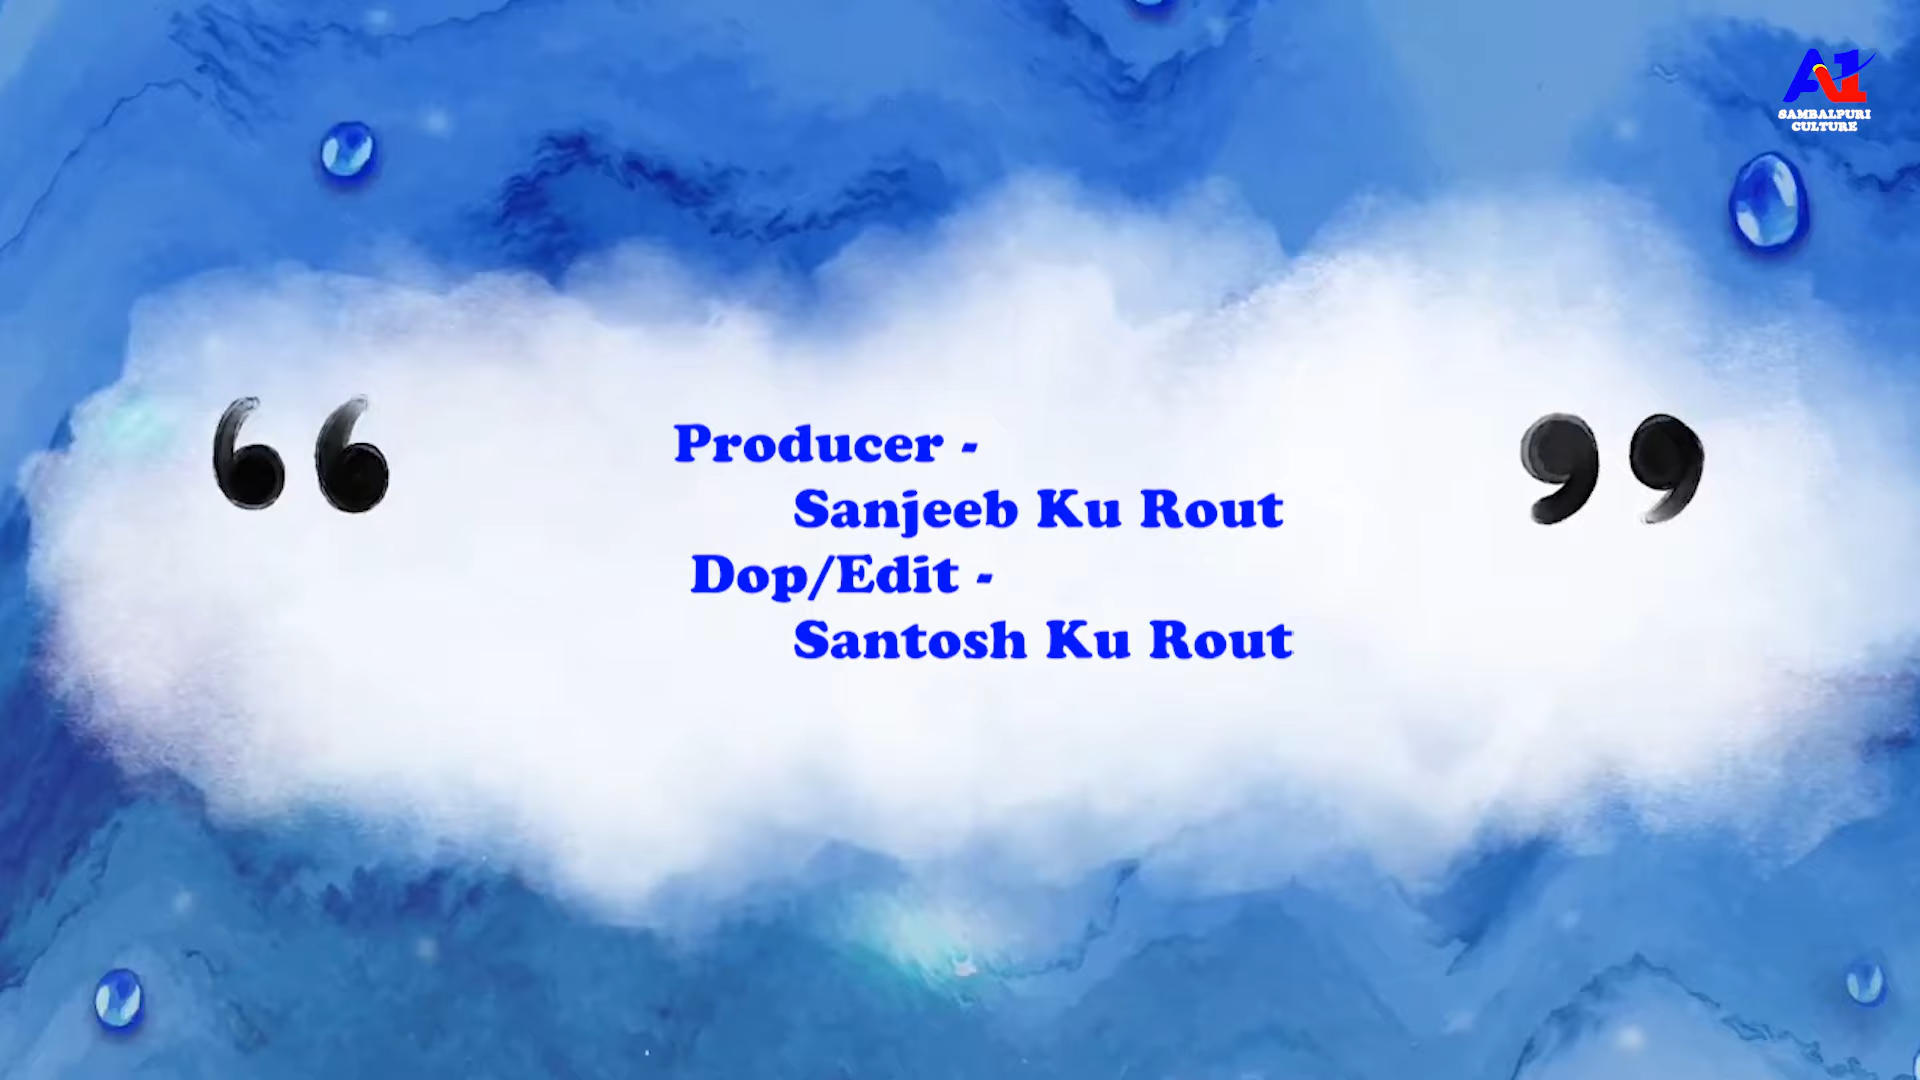 A1
SAMBALPURI
CULTURE
“ ”
Producer -
Sanjeeb Ku Rout
Dop/Edit -
Santosh Ku Rout